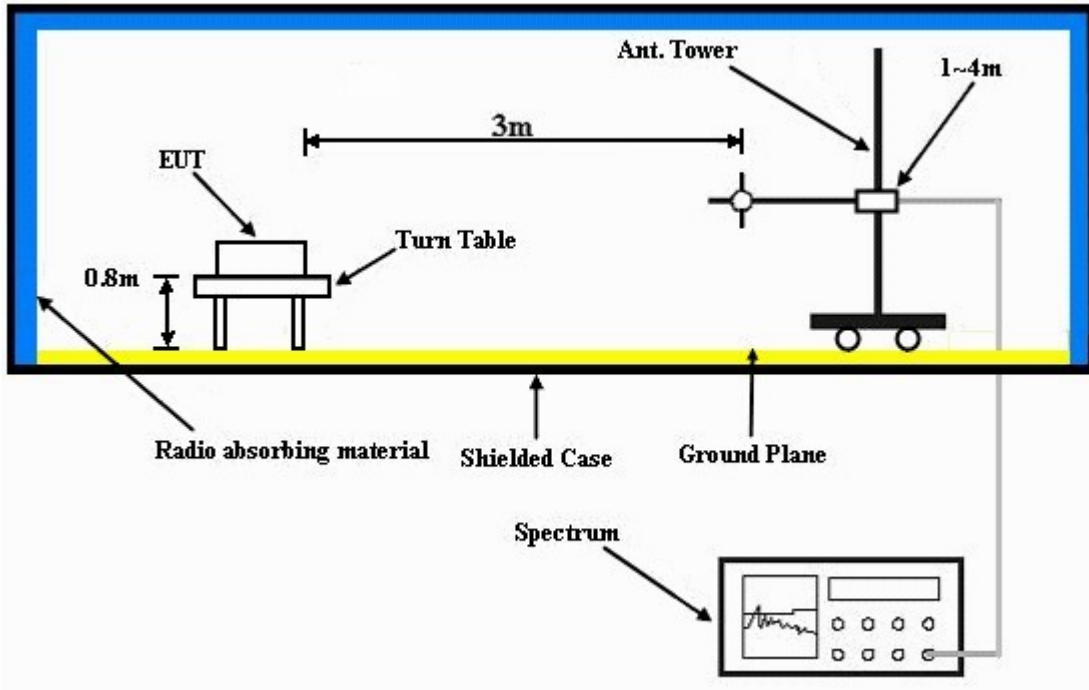 Ant. Tower
1~4m
3m
EUT
Turn Table
0.8m
Radio absorbing material
Shielded Case
Ground Plane
Spectrum